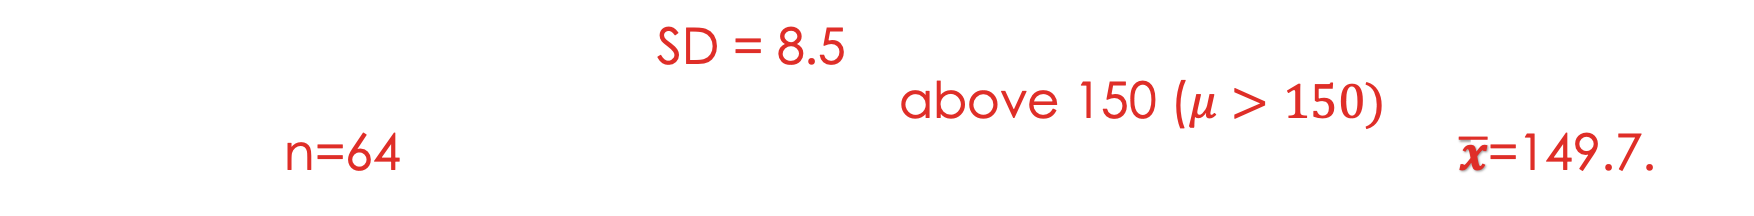 SD = 8.5
above 150 (𝜇 > 150)
n=64 x̅=149.7.